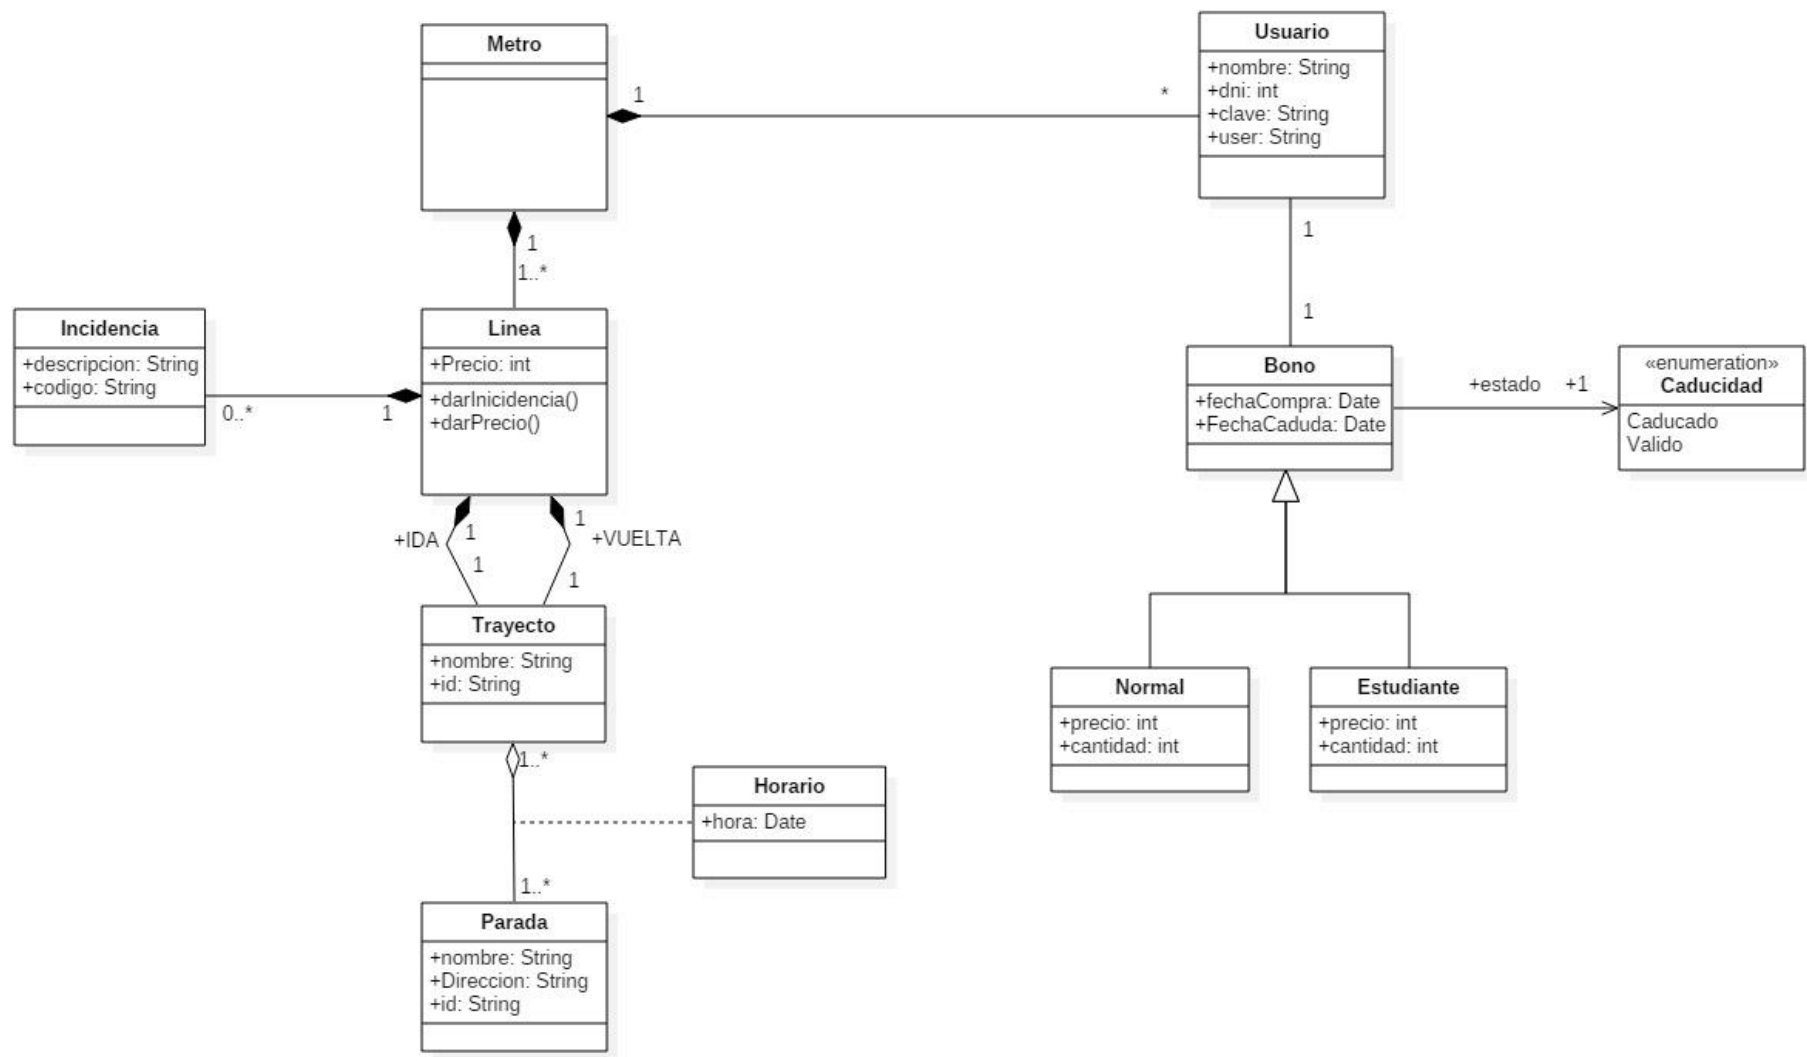 Metro
1
*
1
1..*
Usuario
+nombre: String
+dni: int
+clave: String
+user: String
1
1
Incidencia
+descripcion: String
+codigo: String
0..*
1
Linea
+Precio: int
+darInicidencia()
+darPrecio()
Bono
+fechaCompra: Date
+FechaCaduda: Date
+estado +1
«enumeration»
Caducidad
Caducado
Valido
+IDA
1
1
1
+VUELTA
1
Trayecto
+nombre: String
+id: String
Normal
+precio: int
+cantidad: int
Estudiante
+precio: int
+cantidad: int
1..*
Horario
+hora: Date
1..*
Parada
+nombre: String
+Direccion: String
+id: String